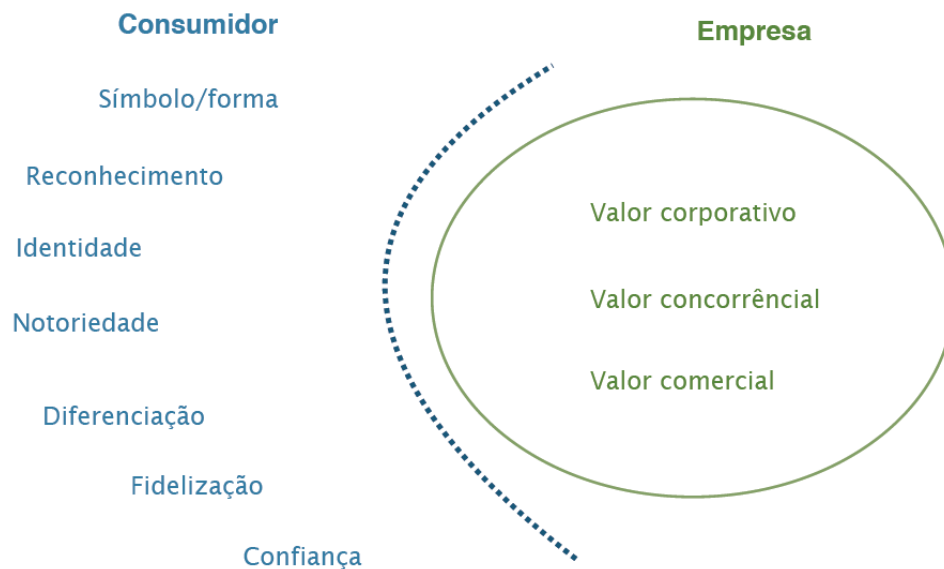 Consumidor
Empresa
Símbolo/forma
Reconhecimento
Identidade
Notoriedade
Diferenciação
Fidelização
Confiança
Valor corporativo
Valor concorrêncial
Valor comercial